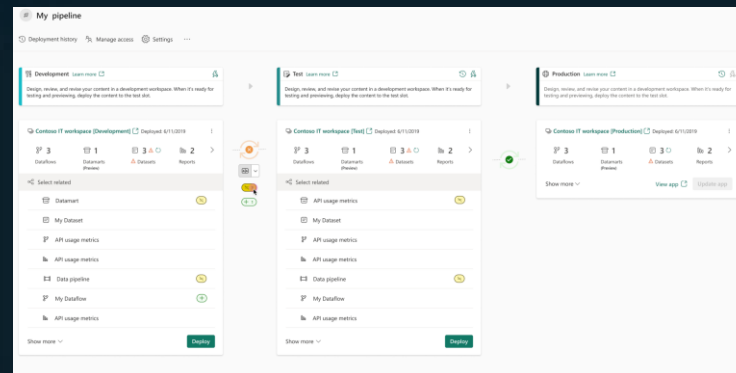 My pipeline
Deployment history Manage access Settings ...
Development Learn more
Design, review, and revise your content in a development workspace. When it's ready for
testing and previewing, deploy the content to the test slot.
Contoso IT workspace [Development] Deployed 6/11/2019
3 1 3 2
Dataflows Datamarts Datasets Reports
(Preview)
Select related
Datamart
My Dataset
API usage metrics
API usage metrics
Data pipeline
My Dataflow
API usage metrics
Show more
Deploy
Test Learn more
Design, review, and revise your content in a development workspace. When it's ready for
testing and previewing, deploy the content to the test slot.
Contoso IT workspace [Test] Deployed 6/11/2019
3 1 3 2
Dataflows Datamarts Datasets Reports
(Preview)
Select related
API usage metrics
My Dataset
API usage metrics
API usage metrics
Data pipeline
My Dataflow
API usage metrics
Show more
Deploy
Production Learn more
Design, review, and revise your content in a development workspace. When it's ready for
testing and previewing, deploy the content to the test slot.
Contoso IT workspace [Production] Deployed 6/11/2019
3 1 3 2
Dataflows Datamarts Datasets Reports
(Preview)
Show more
View app
Update app